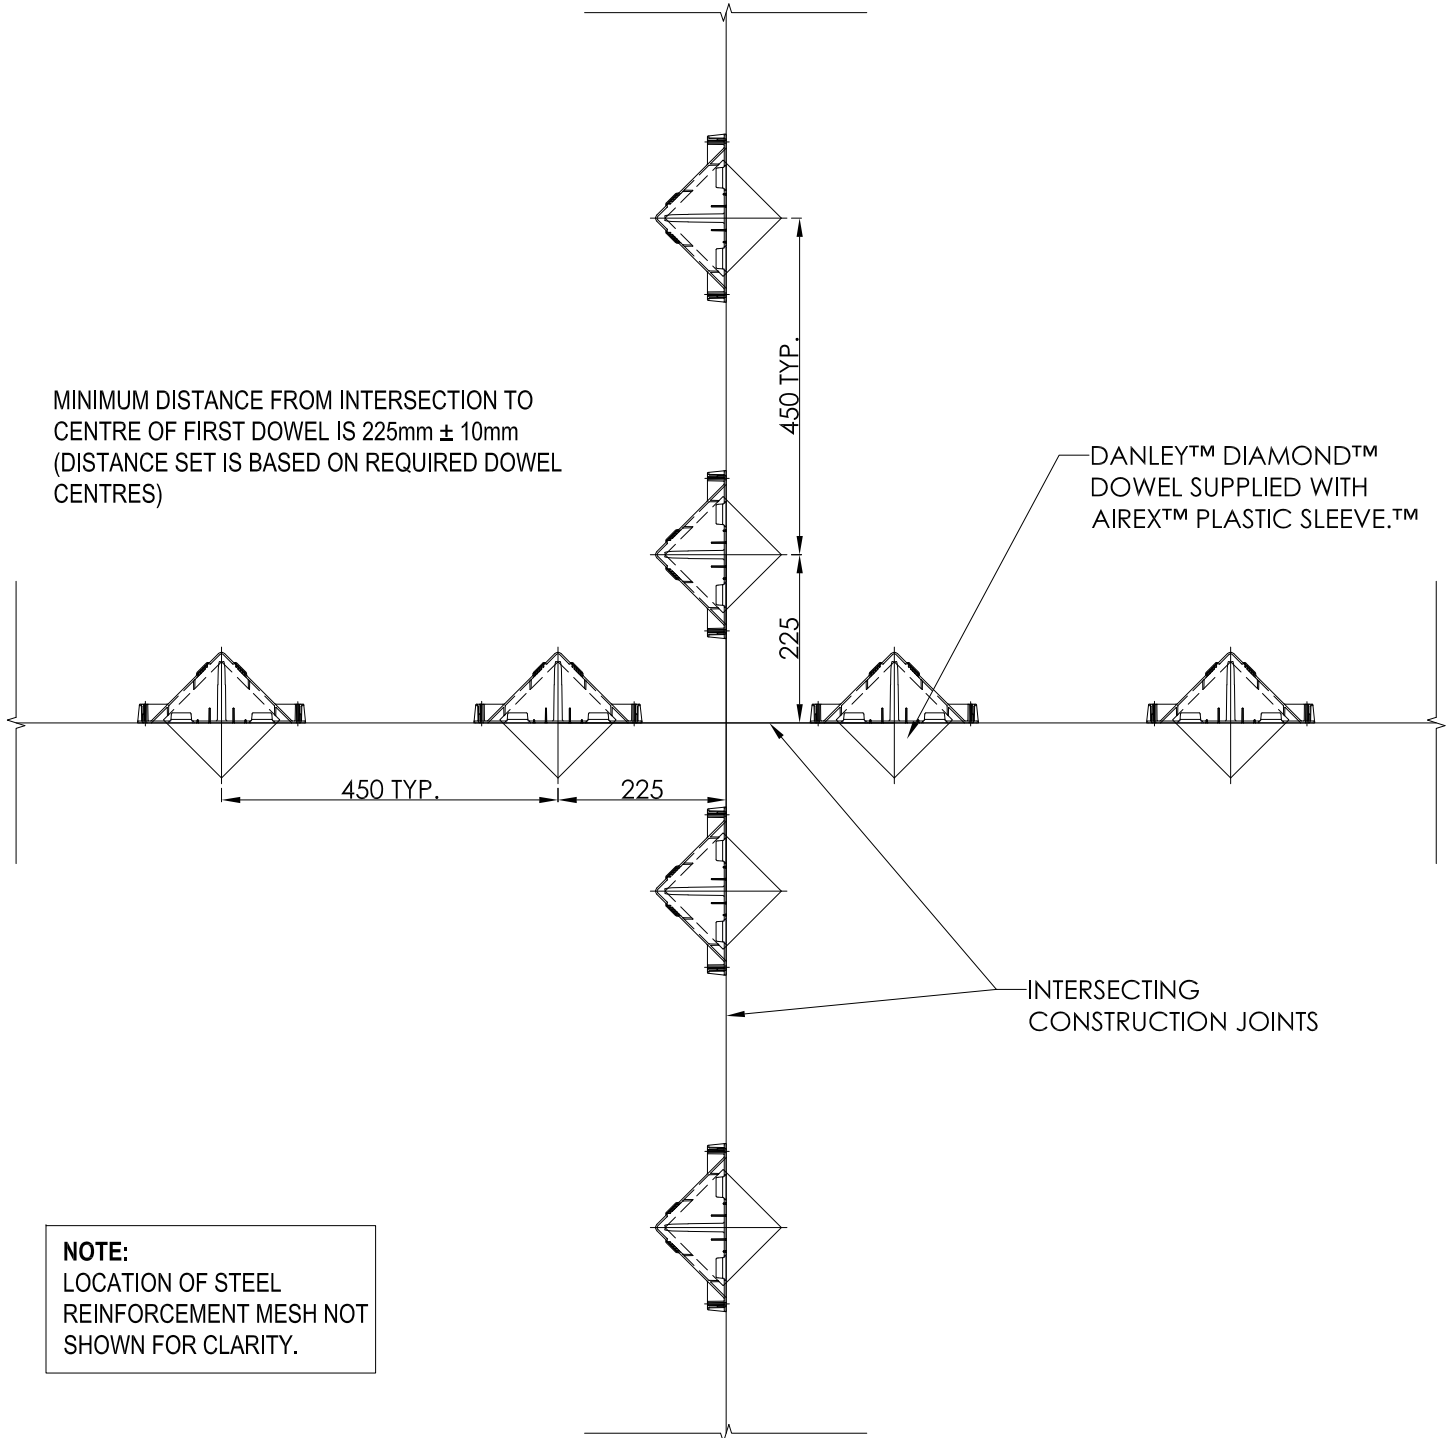 450 TYP.
MINIMUM DISTANCE FROM INTERSECTION TO
CENTRE OF FIRST DOWEL IS 225mm ± 10mm
(DISTANCE SET IS BASED ON REQUIRED DOWEL
CENTRES)
DANLEY™ DIAMOND™
DOWEL SUPPLIED WITH
AIREX™ PLASTIC SLEEVE.™
225
450 TYP.
225
INTERSECTING
CONSTRUCTION JOINTS
NOTE:
LOCATION OF STEEL
REINFORCEMENT MESH NOT
SHOWN FOR CLARITY.